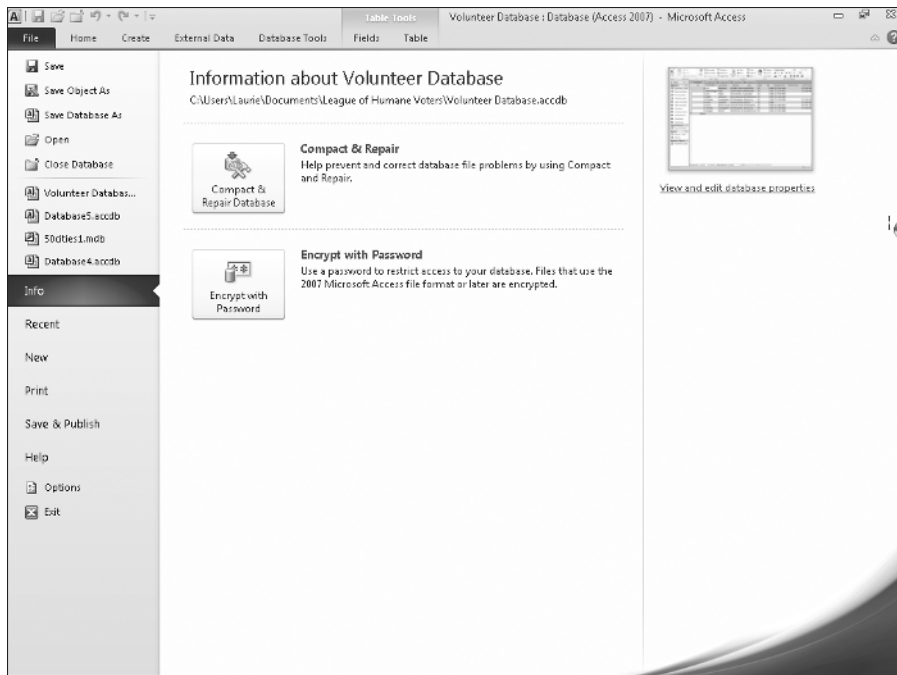 Table Tools
Volunteer Database : Database (Access 2007) - Microsoft Access
File Home Create External Data Database Tools Fields Table
Save
Save Object As
Save Database As
Open
Close Database
Volunteer Databas...
Database5.accdb
50cities1.mdb
Database4.accdb
Info
Recent
New
Print
Save & Publish
Help
Options
Exit
Information about Volunteer Database
C:\Users\Laurie\Documents\League of Humane Voters\Volunteer Database.accdb
Compact &
Repair Database
Compact & Repair
Help prevent and correct database file problems by using Compact
and Repair.
Encrypt with
Password
Encrypt with Password
Use a password to restrict access to your database. Files that use the
2007 Microsoft Access file format or later are encrypted.
View and edit database properties